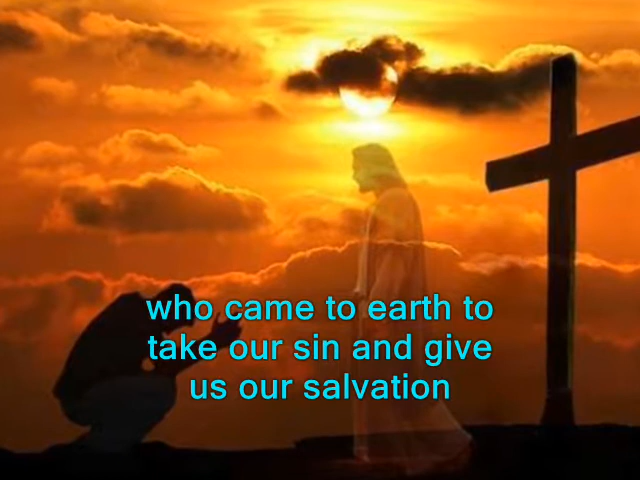 who came to earth to
take our sin and give
us our salvation